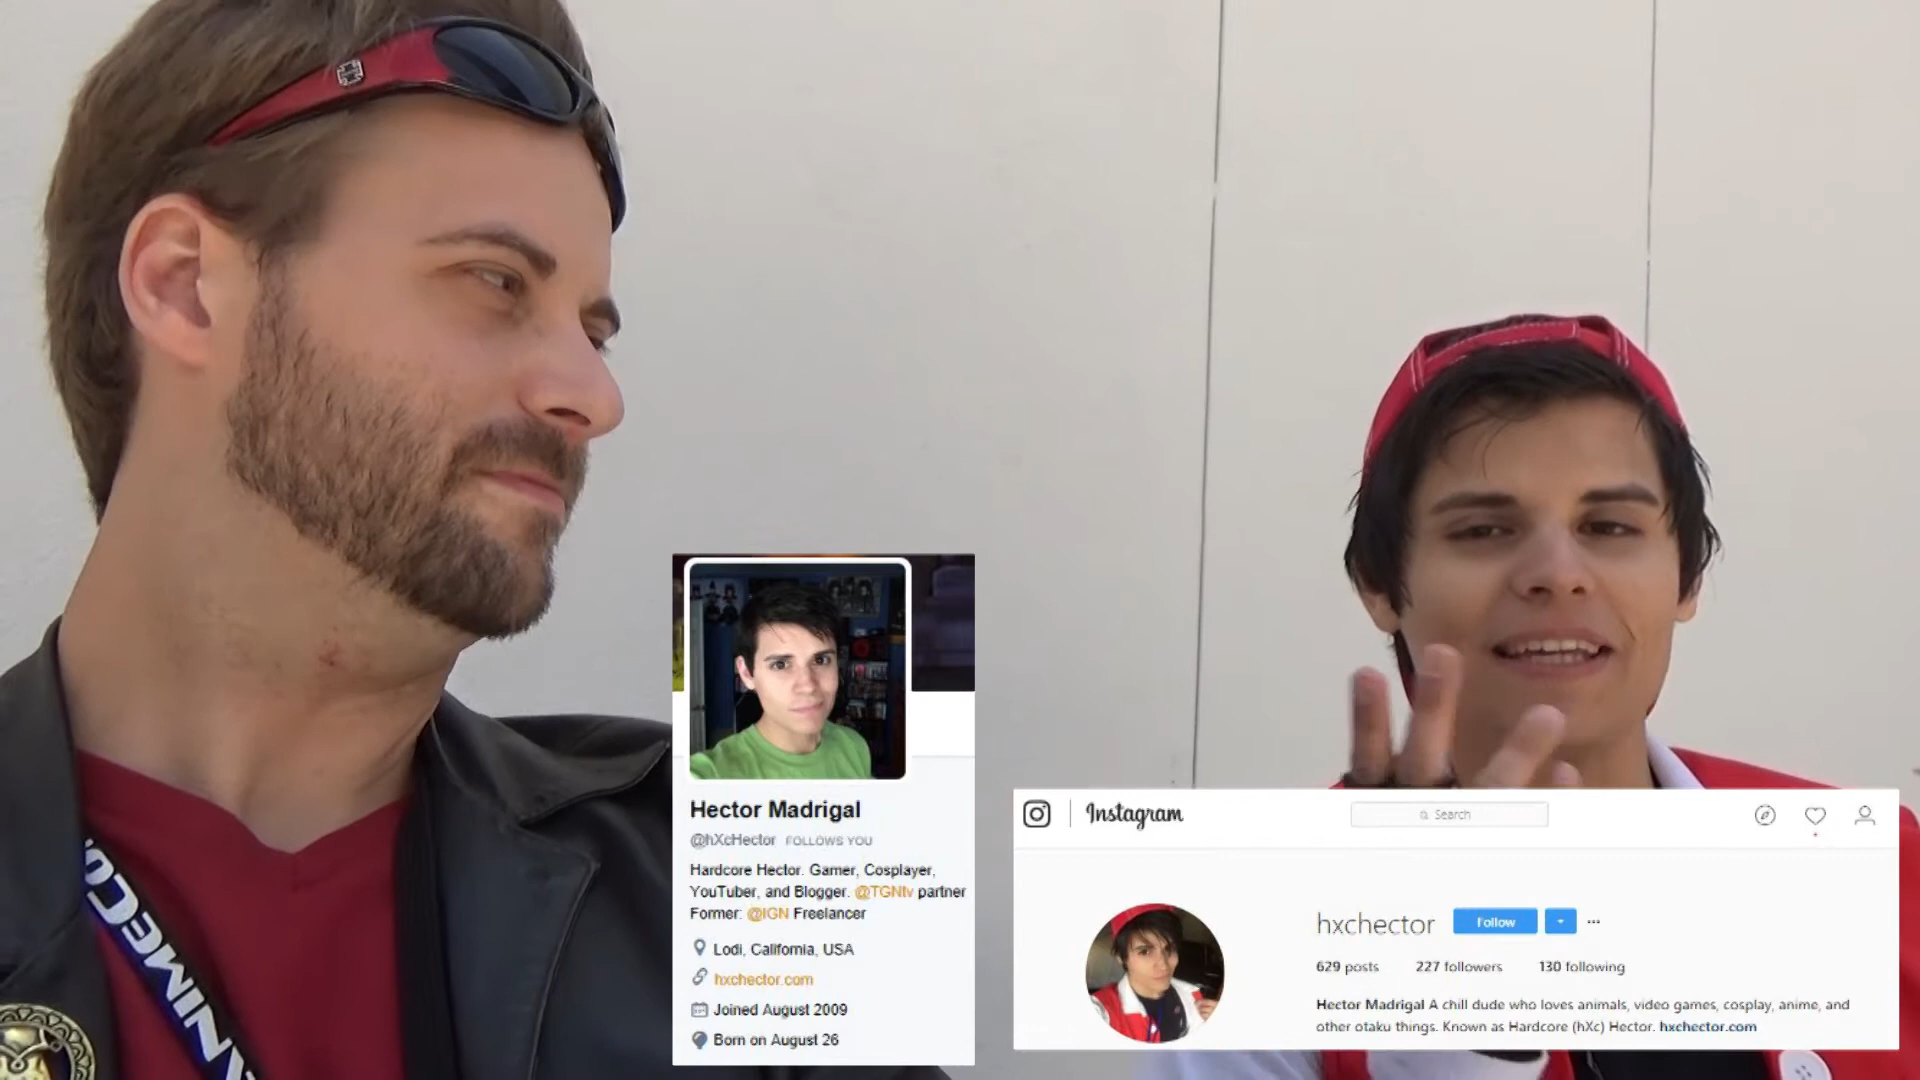 ANIMECO
ANIME
Hector Madrigal
@hXcHector FOLLOWS YOU
Hardcore Hector. Gamer, Cosplayer,
YouTuber, and Blogger. @TGNtv partner
Former: @IGN Freelancer
Lodi, California, USA
hxchector.com
Joined August 2009
Born on August 26
Instagram
Search
hxchector Follow ...
629 posts 227 followers 130 following
Hector Madrigal A chill dude who loves animals, video games, cosplay, anime, and
other otaku things. Known as Hardcore (hXc) Hector. hxchector.com